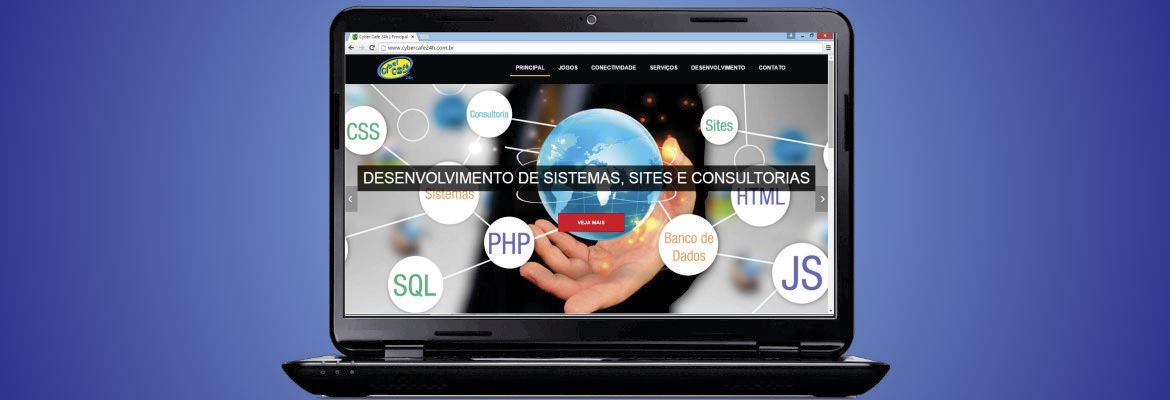 Cyber Cafe 24h | Principal
www.cybercafe24h.com.br
cyber
café
24h
PRINCIPAL JOGOS CONECTIVIDADE SERVIÇOS DESENVOLVIMENTO CONTATO
CSS
Consultoria
Sites
DESENVOLVIMENTO DE SISTEMAS, SITES E CONSULTORIAS
Sistemas
HTML
VEJA MAIS
PHP
Banco de
Dados
SQL
JS